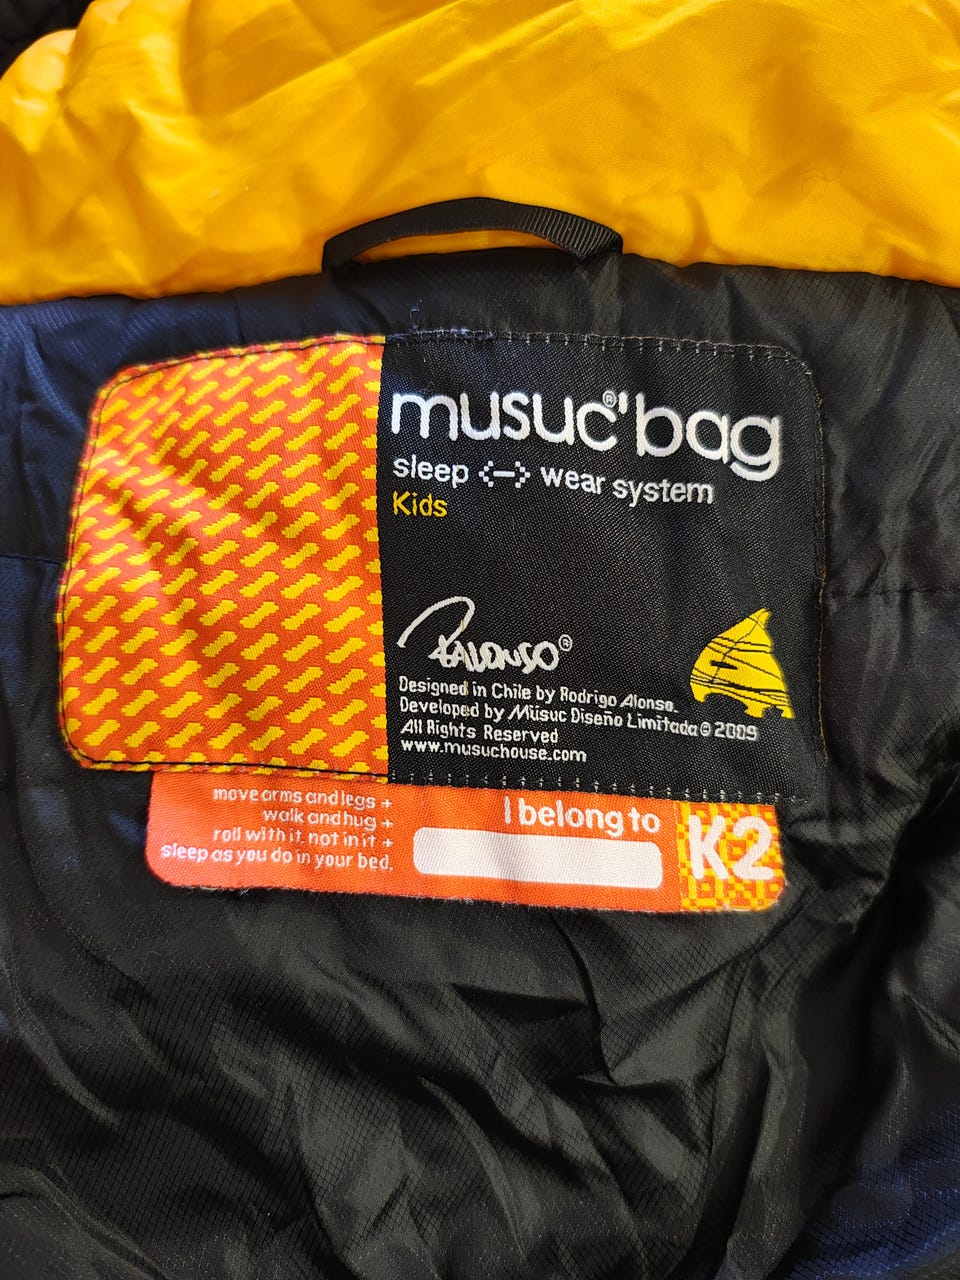 musuc®'bag
sleep <--> wear system
Kids
RALONSO®
Designed in Chile by Rodrigo Alonso.
Developed by Müsuc Diseño Limitada © 2009
All Rights Reserved
www.musuchouse.com
move arms and legs +
walk and hug +
roll with it, not in it +
sleep as you do in your bed.
I belong to
K2